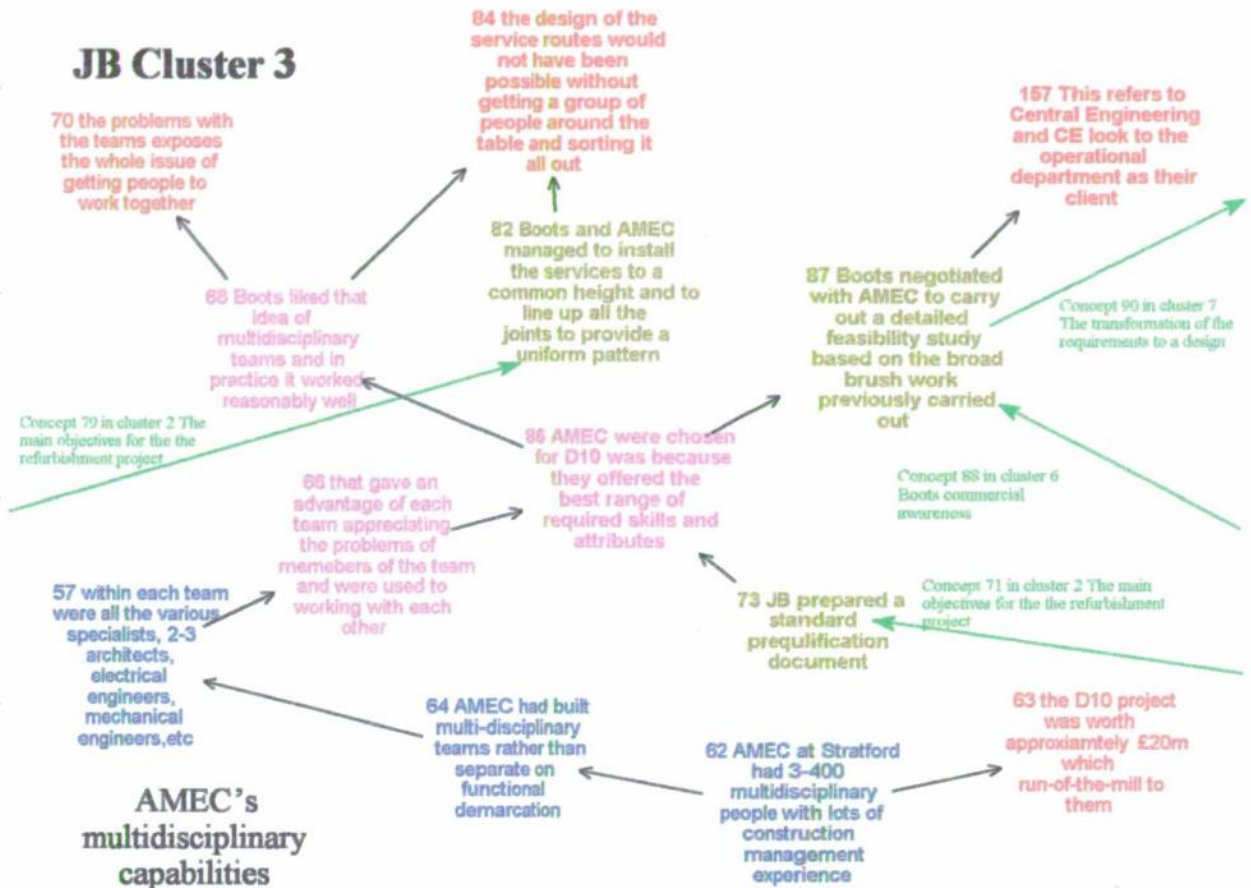 JB Cluster 3
84 the design of the
service routes would
not have been
possible without
getting a group of
people around the
table and sorting it
all out
70 the problems with
the teams exposes
the whole issue of
getting people to
work together
157 This refers to
Central Engineering
and CE look to the
operational
department as their
client
82 Boots and AMEC
managed to install
the services to a
common height and to
line up all the
joints to provide a
uniform pattern
68 Boots liked that
idea of
multidisciplinary
teams and in
practice it worked
reasonably well
87 Boots negotiated
with AMEC to carry
out a detailed
feasibility study
based on the broad
brush work
previously carried
out
Concept 90 in cluster 7
The transformation of the
requirements to a design
Concept 79 in cluster 2 The
main objectives for the the
refurbishment
project
86 AMEC were chosen
for D10 was because
they offered the
best range of
required skills and
attributes
Concept 88 in cluster 6
Boots commercial
awareness
66 that gave an
advantage of each
team appreciating
the problems of
memebers of the team
and were used to
working with each
other
57 within each team
were all the various
specialists, 2-3
architects,
electrical
engineers,
mechanical
engineers,etc
73 JB prepared a
standard
prequlification
document
Concept 71 in cluster 2 The main
objectives for the the refurbishment
project
64 AMEC had built
multi-disciplinary
teams rather than
separate on
functional
demarcation
62 AMEC at Stratford
had 3-400
multidisciplinary
people with lots of
construction
management
experience
63 the D10 project
was worth
approxiamtely £20m
which
run-of-the-mill to
them
AMEC's
multidisciplinary
capabilities